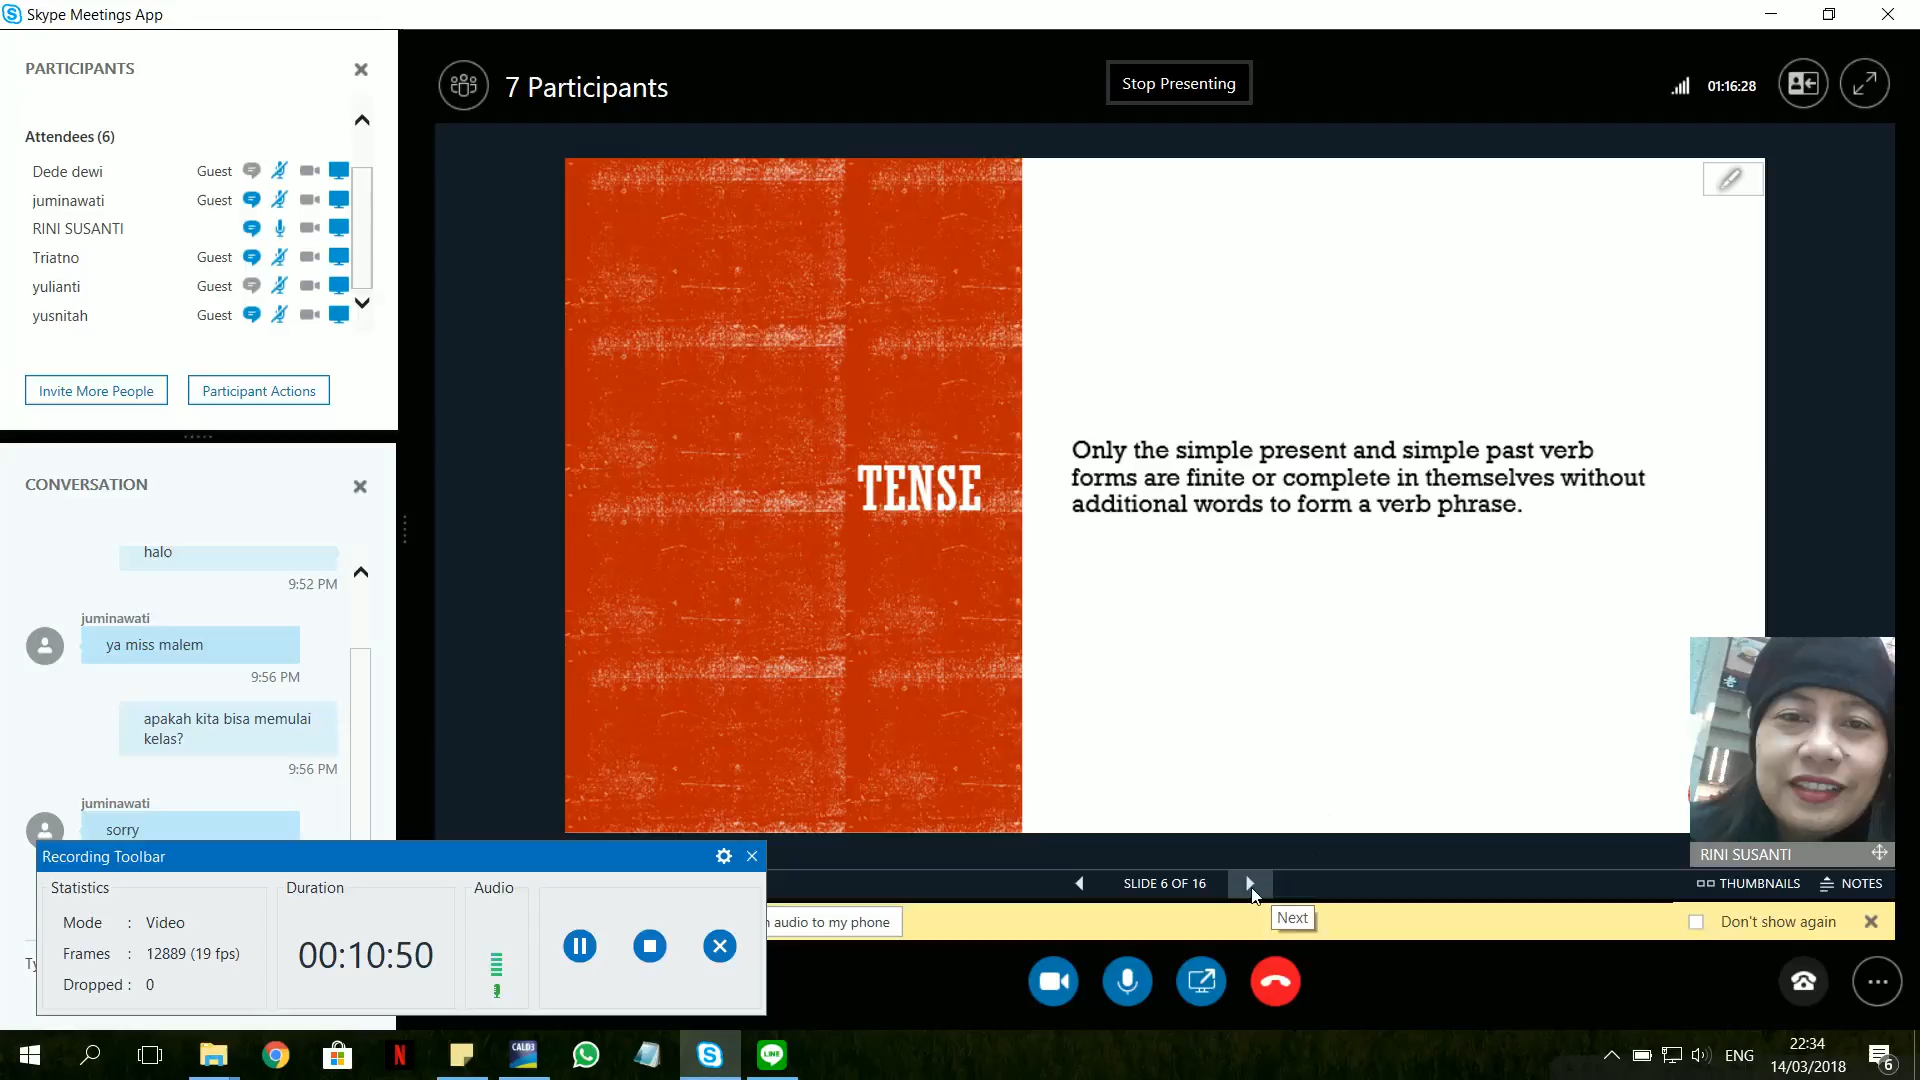 Skype Meetings App
PARTICIPANTS
Attendees (6)
Dede dewi Guest
juminawati Guest
RINI SUSANTI
Triatno Guest
yulianti Guest
yusnitah Guest
Invite More People Participant Actions
CONVERSATION
halo
9:52 PM
juminawati
ya miss malem
9:56 PM
apakah kita bisa memulai
kelas?
9:56 PM
juminawati
sorry
Ty
7 Participants
Stop Presenting
01:16:28
TENSE
Only the simple present and simple past verb
forms are finite or complete in themselves without
additional words to form a verb phrase.
老
RINI SUSANTI
SLIDE 6 OF 16
THUMBNAILS NOTES
Next
audio to my phone
Don't show again
Recording Toolbar
Statistics Duration Audio
Mode : Video
Frames : 12889 (19 fps)
Dropped : 0
00:10:50
N
CALD3
S
LINE
ENG
22:34
14/03/2018
6